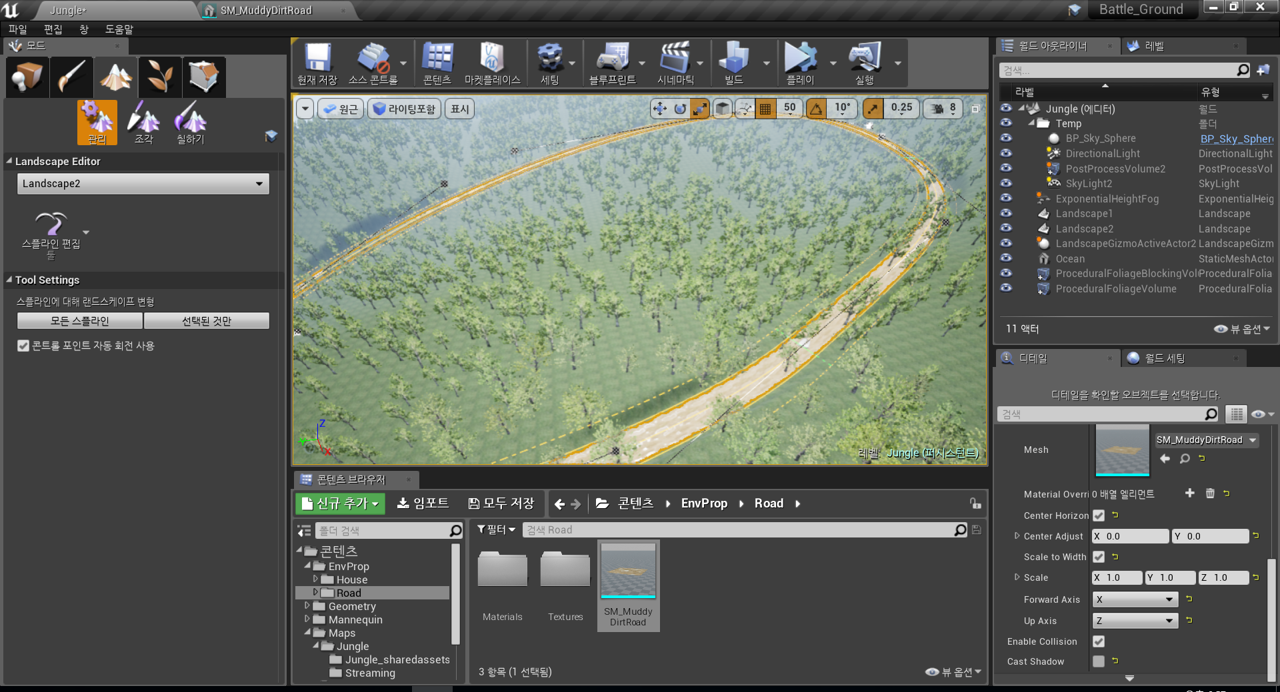 Jungle•
SM_MuddyDirtRoad
Battle_Ground
파일 편집 창 도움말
모드
관리 조각 칠하기
Landscape Editor
Landscape2
스플라인 편집
툴
Tool Settings
스플라인에 대해 랜드스케이프 변형
모든 스플라인 선택된 것만
콘트롤 포인트 자동 회전 사용
현재 저장 소스 콘트롤 콘텐츠 마켓플레이스 세팅 블루프린트 시네마틱 빌드 플레이 실행
원근 라이팅포함 표시 50 10° 0.25 8
Z
X
레벨: Jungle (퍼시스턴트)
콘텐츠 브라우저
신규 추가 임포트 모두 저장 콘텐츠 EnvProp Road
폴더 검색
필터 검색 Road
콘텐츠
EnvProp
House
Road
Geometry
Mannequin
Maps
Jungle
Jungle_sharedassets
Streaming
Materials
Textures
SM_Muddy
DirtRoad
3 항목 (1 선택됨)
뷰 옵션
월드 아웃라이너 레벨
검색...
라벨 유형
Jungle (에디터) 월드
Temp 폴더
BP_Sky_Sphere BP_Sky_Spher
DirectionalLight DirectionalLight
PostProcessVolume2 PostProcessVol
SkyLight2 SkyLight
ExponentialHeightFog ExponentialHeig
Landscape1 Landscape
Landscape2 Landscape
LandscapeGizmoActiveActor2 LandscapeGizm
Ocean StaticMeshActo
ProceduralFoliageBlockingVolu ProceduralFolia
ProceduralFoliageVolume ProceduralFolia
11 액터
뷰 옵션
디테일 월드 세팅
디테일을 확인할 오브젝트를 선택합니다.
검색
Mesh SM_MuddyDirtRoad
Material Overri 0 배열 엘리먼트
Center Horizon
Center Adjust X 0.0 Y 0.0
Scale to Width
Scale X 1.0 Y 1.0 Z 1.0
Forward Axis X
Up Axis Z
Enable Collision
Cast Shadow